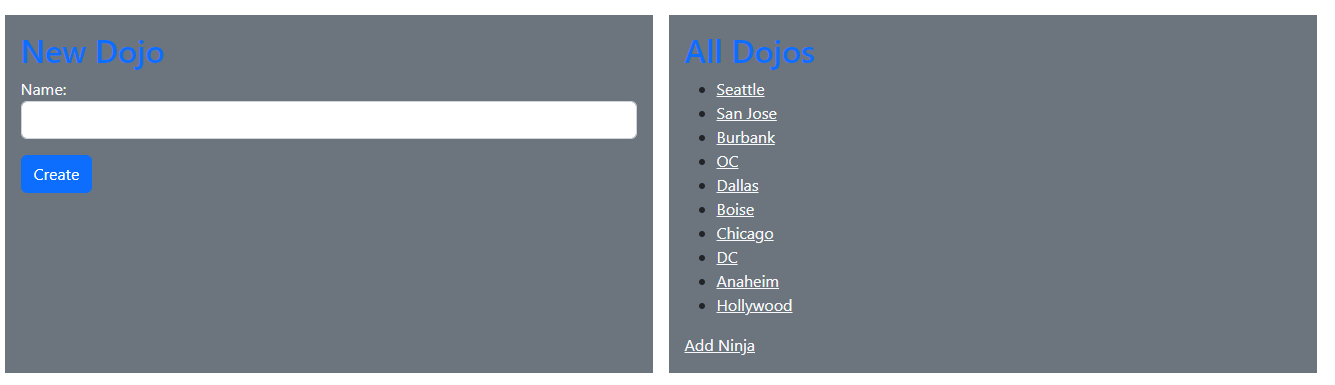 New Dojo
Name:
Create
All Dojos
Seattle
San Jose
Burbank
OC
Dallas
Boise
Chicago
DC
Anaheim
Hollywood
Add Ninja